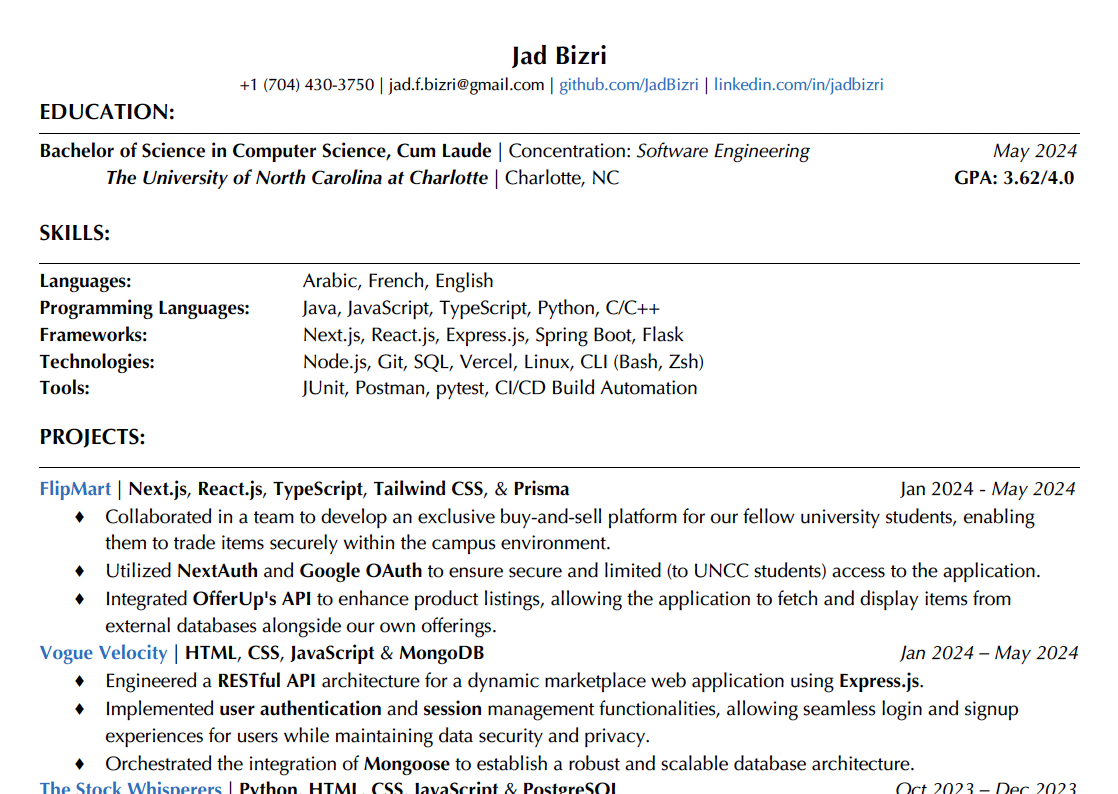 Jad Bizri
+1 (704) 430-3750 | jad.f.bizri@gmail.com | github.com/JadBizri | linkedin.com/in/jadbizri
EDUCATION:
Bachelor of Science in Computer Science, Cum Laude | Concentration: Software Engineering May 2024
The University of North Carolina at Charlotte | Charlotte, NC GPA: 3.62/4.0
SKILLS:
Languages: Arabic, French, English
Programming Languages: Java, JavaScript, TypeScript, Python, C/C++
Frameworks: Next.js, React.js, Express.js, Spring Boot, Flask
Technologies: Node.js, Git, SQL, Vercel, Linux, CLI (Bash, Zsh)
Tools: JUnit, Postman, pytest, CI/CD Build Automation
PROJECTS:
FlipMart | Next.js, React.js, TypeScript, Tailwind CSS, & Prisma Jan 2024 - May 2024
♦ Collaborated in a team to develop an exclusive buy-and-sell platform for our fellow university students, enabling
them to trade items securely within the campus environment.
♦ Utilized NextAuth and Google OAuth to ensure secure and limited (to UNCC students) access to the application.
♦ Integrated OfferUp's API to enhance product listings, allowing the application to fetch and display items from
external databases alongside our own offerings.
Vogue Velocity | HTML, CSS, JavaScript & MongoDB Jan 2024 – May 2024
♦ Engineered a RESTful API architecture for a dynamic marketplace web application using Express.js.
♦ Implemented user authentication and session management functionalities, allowing seamless login and signup
experiences for users while maintaining data security and privacy.
♦ Orchestrated the integration of Mongoose to establish a robust and scalable database architecture.
The Stock Whisperers | Python, HTML, CSS, JavaScript & PostgreSQL Oct 2023 – Dec 2023